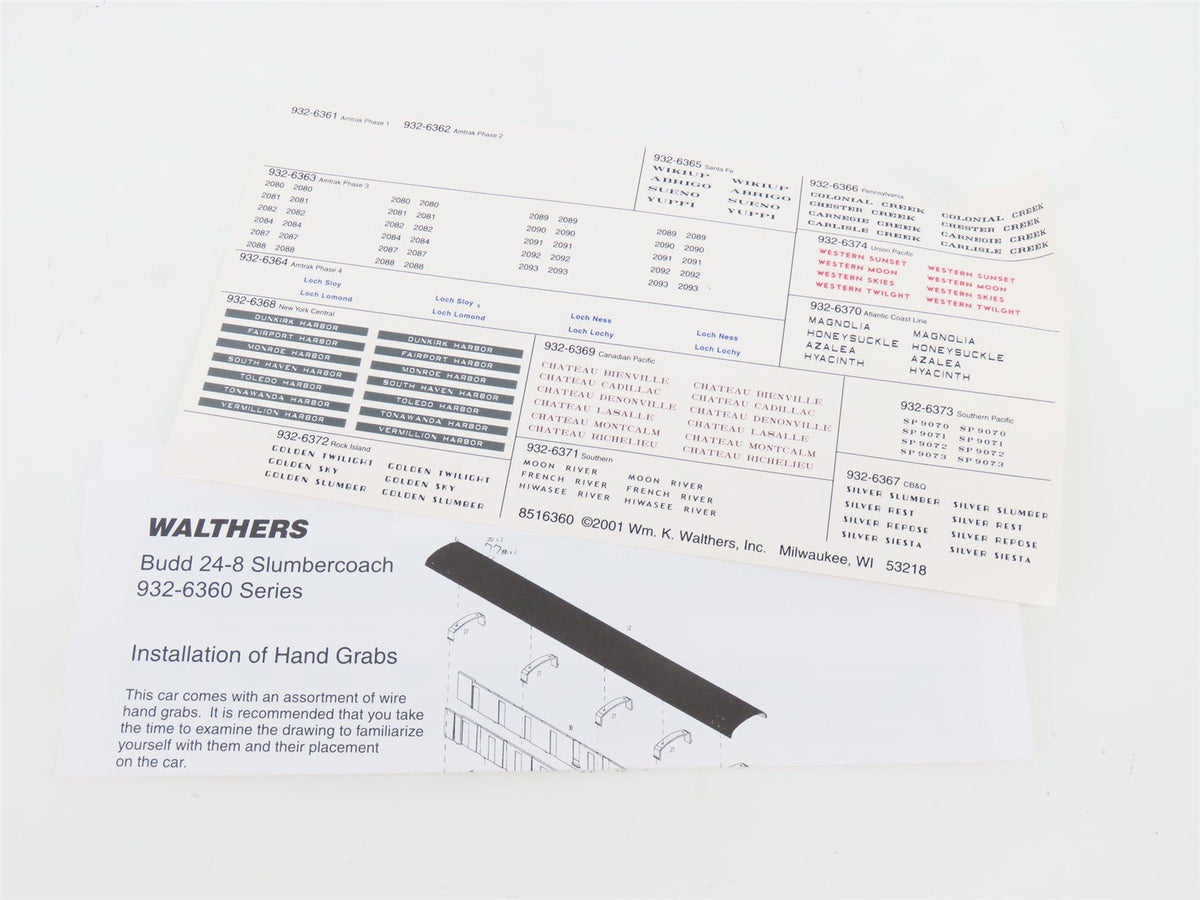 932-6361 Amtrak Phase 1 932-6362 Amtrak Phase 2
932-6363 Amtrak Phase 3
2080 2080 2080 2080 2089 2089 2089 2089
2081 2081 2081 2081 2090 2090 2090 2090
2082 2082 2082 2082 2091 2091 2091 2091
2084 2084 2084 2084 2092 2092 2092 2092
2087 2087 2087 2087 2093 2093 2093 2093
2088 2088 2088 2088
932-6364 Amtrak Phase 4
Loch Sloy Loch Sloy Loch Ness Loch Ness
Loch Lomond Loch Lomond Loch Lochy Loch Lochy
932-6365 Santa Fe
WIKIUP WIKIUP
ABRIGO ABRIGO
SUENO SUENO
YUPPI YUPPI
932-6366 Pennsylvania
COLONIAL CREEK COLONIAL CREEK
CHESTER CREEK CHESTER CREEK
CARNEGIE CREEK CARNEGIE CREEK
CARLISLE CREEK CARLISLE CREEK
932-6374 Union Pacific
WESTERN SUNSET WESTERN SUNSET
WESTERN MOON WESTERN MOON
WESTERN SKIES WESTERN SKIES
WESTERN TWILGHT WESTERN TWILGHT
932-6370 Atlantic Coast Line
MAGNOLIA MAGNOLIA
HONEYSUCKLE HONEYSUCKLE
AZALEA AZALEA
HYACINTH HYACINTH
932-6368 New York Central
DUNKIRK HARBOR DUNKIRK HARBOR
FAIRPORT HARBOR FAIRPORT HARBOR
MONROE HARBOR MONROE HARBOR
SOUTH HAVEN HARBOR SOUTH HAVEN HARBOR
TOLEDO HARBOR TOLEDO HARBOR
TONAWANDA HARBOR TONAWANDA HARBOR
VERMILLION HARBOR VERMILLION HARBOR
932-6369 Canadian Pacific
CHATEAU BIENVILLE CHATEAU BIENVILLE
CHATEAU CADILLAC CHATEAU CADILLAC
CHATEAU DENONVILLE CHATEAU DENONVILLE
CHATEAU LASALLE CHATEAU LASALLE
CHATEAU MONTCALM CHATEAU MONTCALM
CHATEAU RICHELIEU CHATEAU RICHELIEU
932-6373 Southern Pacific
SP 9070 SP 9070
SP 9071 SP 9071
SP 9072 SP 9072
SP 9073 SP 9073
932-6372 Rock Island
GOLDEN TWILIGHT GOLDEN TWILIGHT
GOLDEN SKY GOLDEN SKY
GOLDEN SLUMBER GOLDEN SLUMBER
932-6371 Southern
MOON RIVER MOON RIVER
FRENCH RIVER FRENCH RIVER
HIWASEE RIVER HIWASEE RIVER
932-6367 CB&Q
SILVER SLUMBER SILVER SLUMBER
SILVER REST SILVER REST
SILVER REPOSE SILVER REPOSE
SILVER SIESTA SILVER SIESTA
8516360 ©2001 Wm. K. Walthers, Inc. Milwaukee, WI 53218
WALTHERS
Budd 24-8 Slumbercoach
932-6360 Series
Installation of Hand Grabs
This car comes with an assortment of wire
hand grabs. It is recommended that you take
the time to examine the drawing to familiarize
yourself with them and their placement
on the car.
12
21
21
21
21